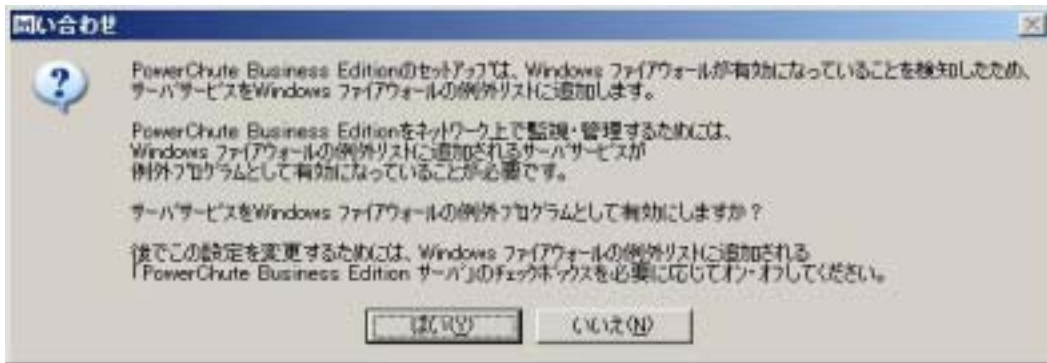 問い合わせ
PowerChute Business Editionのセットアップは、Windows ファイアウォールが有効になっていることを検知したため、
サーバサービスをWindows ファイアウォールの例外リストに追加します。
PowerChute Business Editionをネットワーク上で監視・管理するためには、
Windows ファイアウォールの例外リストに追加されるサーバサービスが
例外プログラムとして有効になっていることが必要です。
サーバサービスをWindows ファイアウォールの例外プログラムとして有効にしますか？
後でこの設定を変更するためには、Windows ファイアウォールの例外リストに追加される
「PowerChute Business Edition サーバ」のチェックボックスを必要に応じてオン・オフしてください。
はい(Y)
いいえ(N)